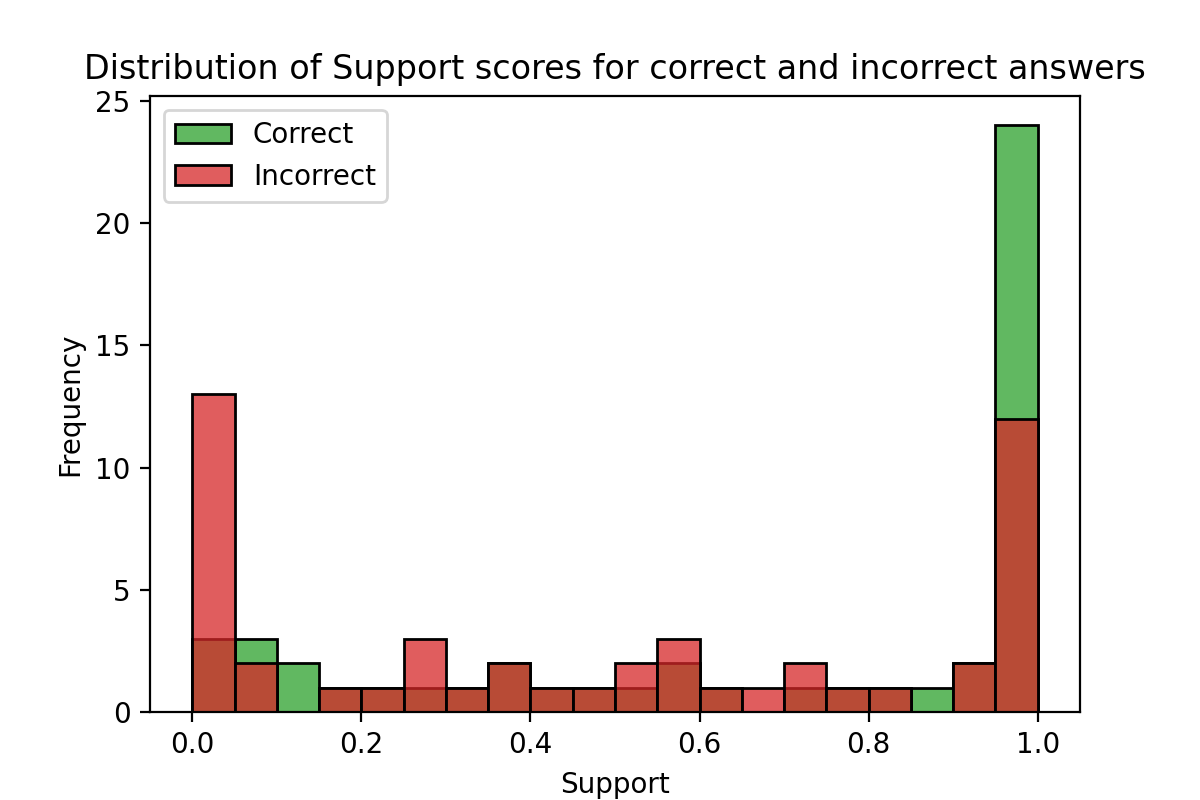 Distribution of Support scores for correct and incorrect answers
25
20
15
10
5
0
Frequency
Correct
Incorrect
0.0 0.2 0.4 0.6 0.8 1.0
Support